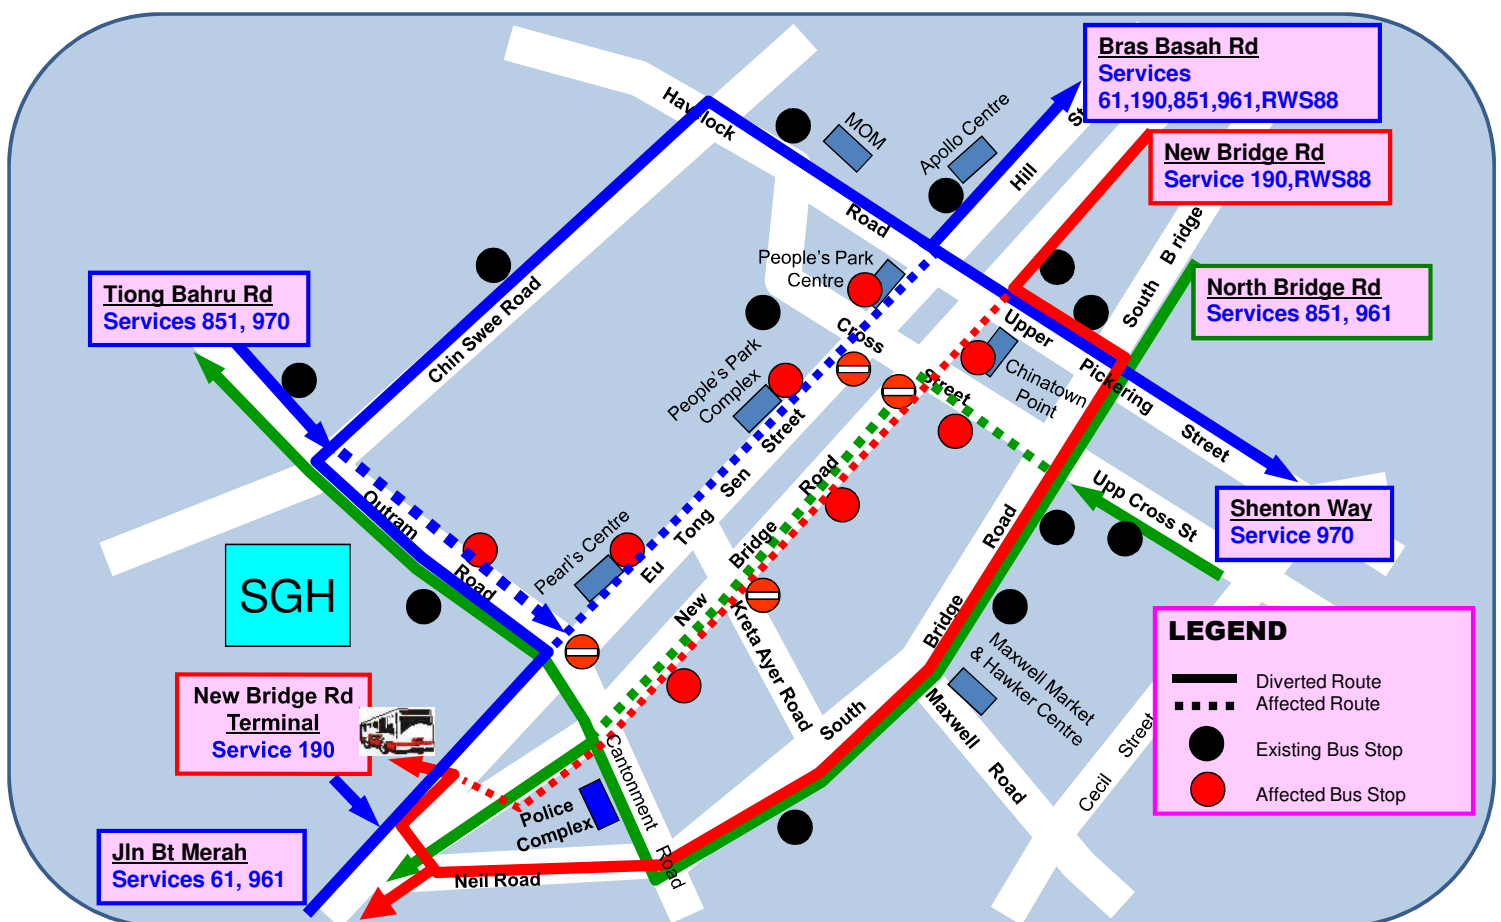 Bras Basah Rd
Services
61,190,851,961,RWS88
New Bridge Rd
Service 190,RWS88
North Bridge Rd
Services 851, 961
Tiong Bahru Rd
Services 851, 970
Shenton Way
Service 970
New Bridge Rd
Terminal
Service 190
Jln Bt Merah
Services 61, 961
SGH
Havelock
Road
MOM
Apollo Centre
Hill
St
People's Park
Centre
Cross
Street
Upper
Pickering
Street
South
B ridge
Road
Bridge
South
Chin Swee Road
People's Park
Complex
Chinatown
Point
Eu
Tong
Sen
Street
New
Bridge
Road
Upp Cross St
Outram
Road
Pearl's Centre
Kreta Ayer Road
Maxwell Market
& Hawker Centre
Maxwell
Road
Cecil
Street
Cantonment
Road
Police
Complex
Neil Road
LEGEND
Diverted Route
Affected Route
Existing Bus Stop
Affected Bus Stop